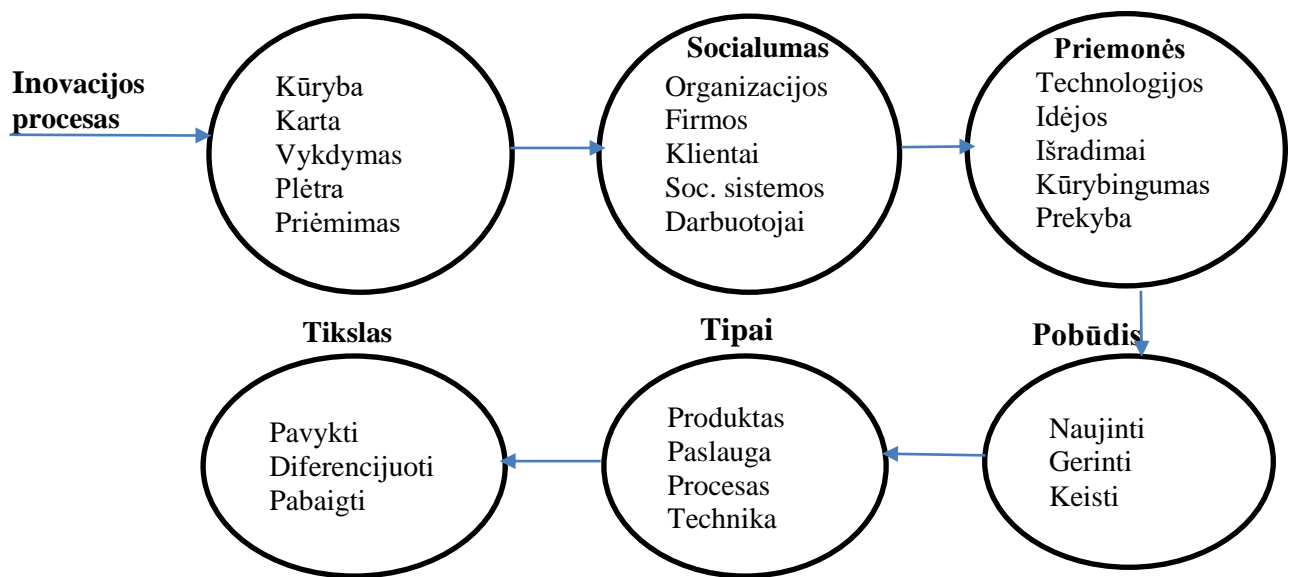 Inovacijos
procesas
Kūryba
Karta
Vykdymas
Plėtra
Priėmimas
Socialumas
Organizacijos
Firmos
Klientai
Soc. sistemos
Darbuotojai
Priemonės
Technologijos
Idėjos
Išradimai
Kūrybingumas
Prekyba
Pobūdis
Naujinti
Gerinti
Keisti
Tipai
Produktas
Paslauga
Procesas
Technika
Tikslas
Pavykti
Diferencijuoti
Pabaigti